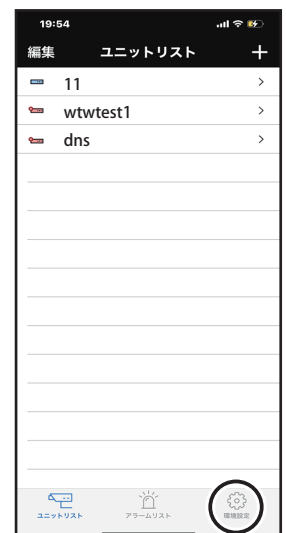 19:54
編集 ユニットリスト +
11
wtwtest1
dns
ユニットリスト アラームリスト 環境設定